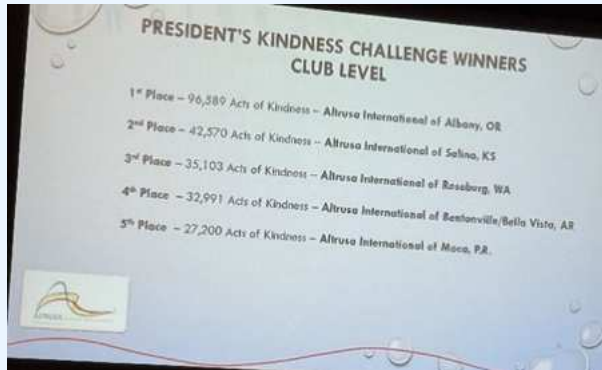 PRESIDENT'S KINDNESS CHALLENGE WINNERS
CLUB LEVEL
1st Place – 96,589 Acts of Kindness – Altrusa International of Albany, OR
2nd Place – 42,570 Acts of Kindness – Altrusa International of Salina, KS
3rd Place – 35,103 Acts of Kindness – Altrusa International of Roseburg, WA
4th Place – 32,991 Acts of Kindness – Altrusa International of Bentonville/Bella Vista, AR
5th Place – 27,200 Acts of Kindness – Altrusa International of Moca, P.R.
ALTRUSA